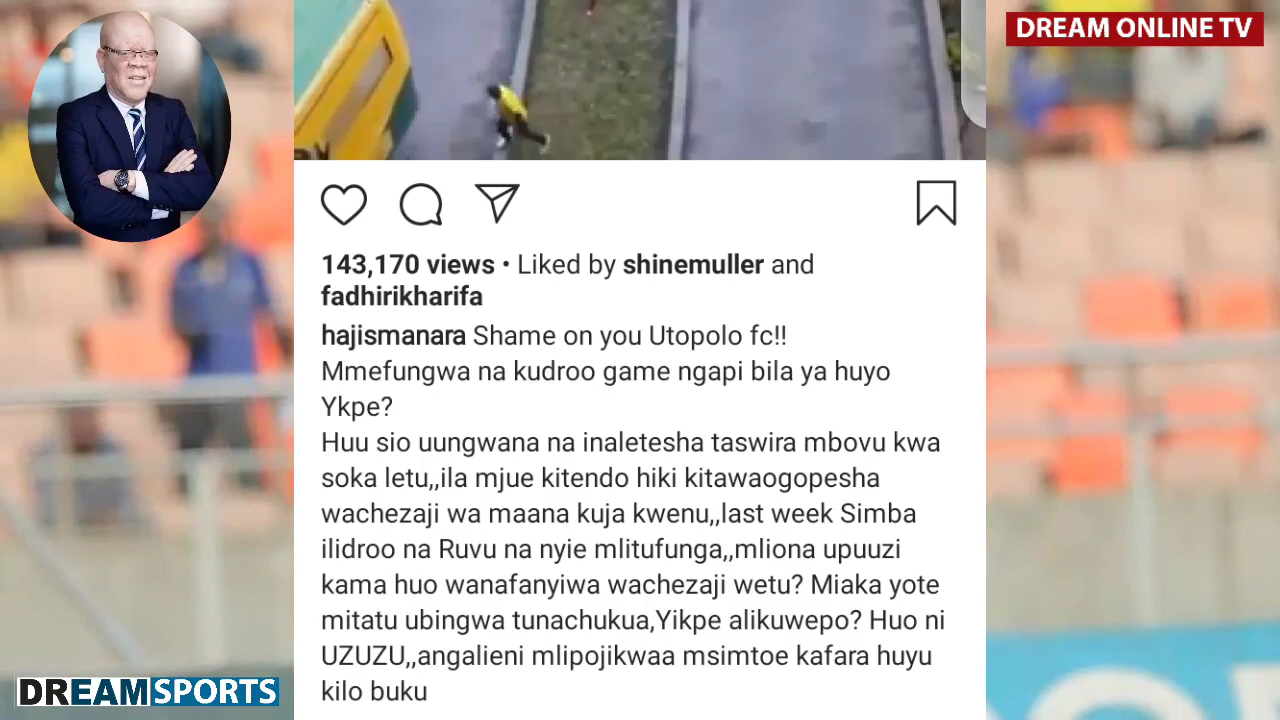 DREAM ONLINE TV
143,170 views • Liked by shinemuller and
fadhirikharifa
hajismanara Shame on you Utopolo fc!!
Mmefungwa na kudroo game ngapi bila ya huyo
Ykpe?
Huu sio uungwana na inaletesha taswira mbovu kwa
soka letu,,ila mjue kitendo hiki kitawaogopesha
wachezaji wa maana kuja kwenu,,last week Simba
ilidroo na Ruvu na nyie mlitufunga,,mliona upuuzi
kama huo wanafanyiwa wachezaji wetu? Miaka yote
mitatu ubingwa tunachukua,Yikpe alikuwepo? Huo ni
UZUZU,,angalieni mlipojikwaa msimtoe kafara huyu
kilo buku
DREAMSPORTS